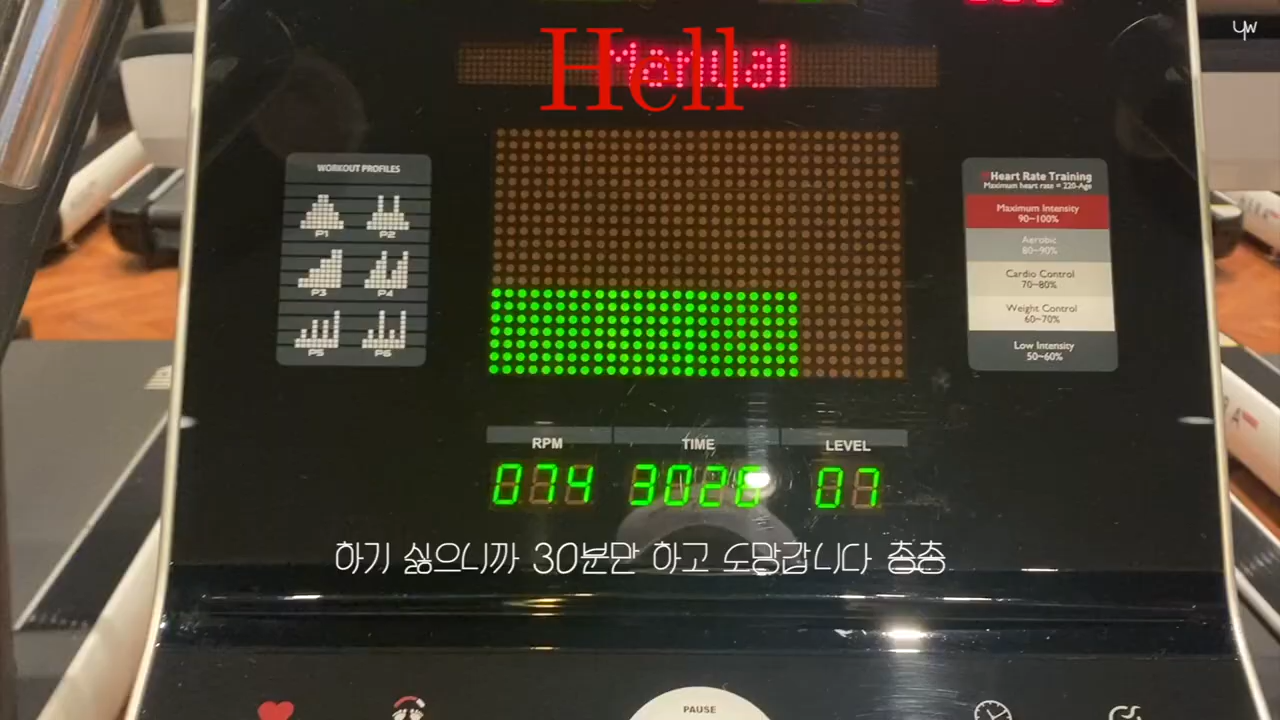 YW
Hell
Manual
WORKOUT PROFILES
P1
P2
P3
P4
P5
P6
Heart Rate Training
Maximum heart rate = 220-Age
Maximum Intensity
90~100%
Aerobic
80~90%
Cardio Control
70~80%
Weight Control
60~70%
Low Intensity
50~60%
RPM
TIME
LEVEL
074
3026
07
하기 싫으니까 30분만 하고 도망갑니다 총총
PAUSE